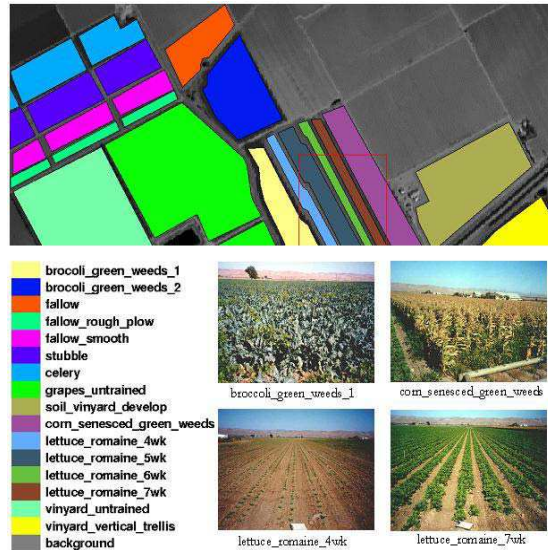 brocoli_green_weeds_1
brocoli_green_weeds_2
fallow
fallow_rough_plow
fallow_smooth
stubble
celery
grapes_untrained
soil_vinyard_develop
corn_senesced_green_weeds
lettuce_romaine_4wk
lettuce_romaine_5wk
lettuce_romaine_6wk
lettuce_romaine_7wk
vinyard_untrained
vinyard_vertical_trellis
background
broccoli_green_weeds_1
corn_senesced_green_weeds
lettuce_romaine_4wk
lettuce_romaine_7wk